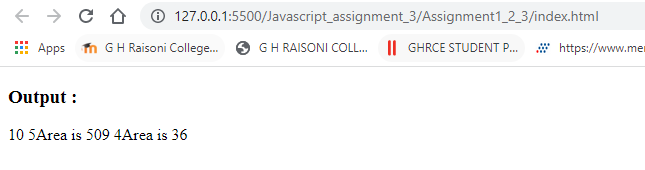 127.0.0.1:5500/Javascript_assignment_3/Assignment1_2_3/index.html
Apps G H Raisoni College... G H RAISONI COLL... GHRCE STUDENT P... https://www.me
Output :
10 5Area is 509 4Area is 36